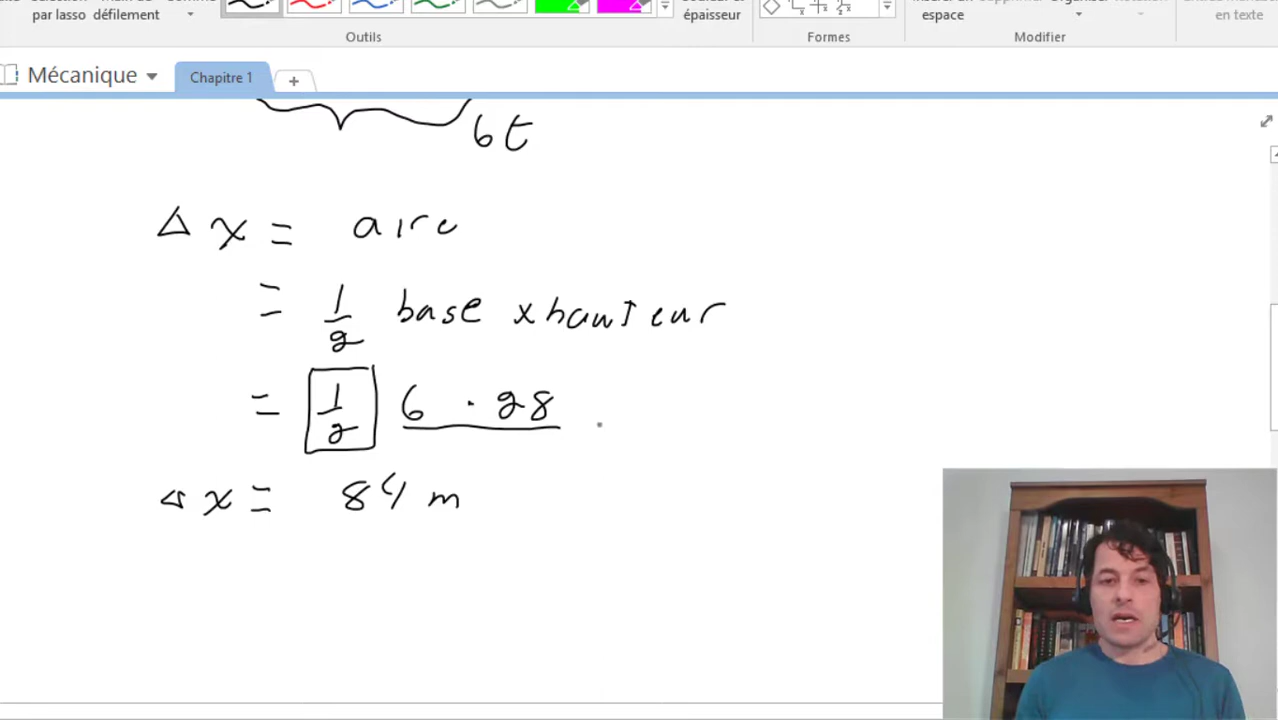 par lasso défilement épaisseur espace en texte
Outils Formes Modifier
Mécanique Chapitre 1 +
6t
Δx = aire
= 1/2 base x hauteur
= 1/2 6 · 28
Δx = 84 m